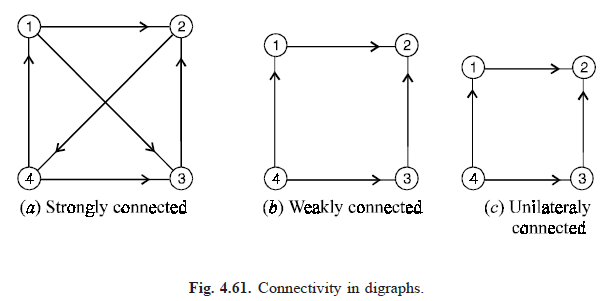 1 2
4 3
1 2
4 3
1 2
4 3
(a) Strongly connected
(b) Weakly connected
(c) Unilateraly
connected
Fig. 4.61. Connectivity in digraphs.